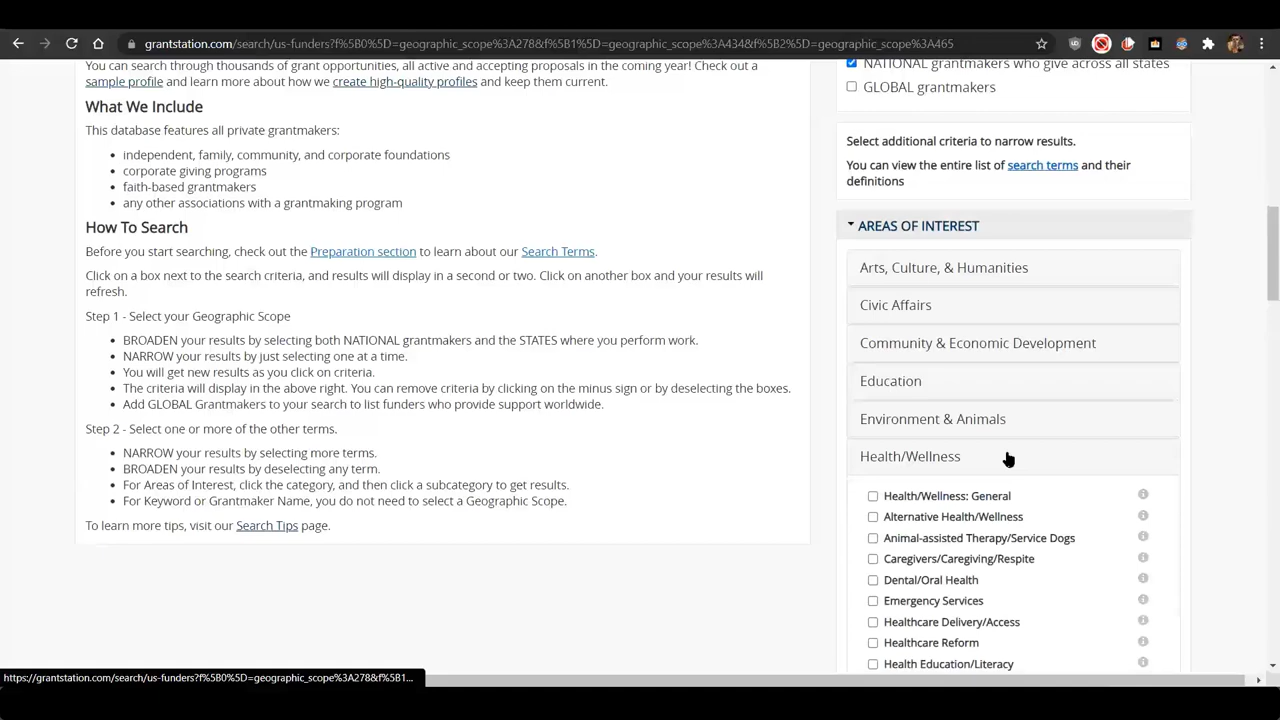 grantstation.com/search/us-funders?f%5B0%5D=geographic_scope%3A278&f%5B1%5D=geographic_scope%3A434&f%5B2%5D=geographic_scope%3A465
You can search through thousands of grant opportunities, all active and accepting proposals in the coming year! Check out a
sample profile and learn more about how we create high-quality profiles and keep them current.
What We Include
This database features all private grantmakers:
independent, family, community, and corporate foundations
corporate giving programs
faith-based grantmakers
any other associations with a grantmaking program
How To Search
Before you start searching, check out the Preparation section to learn about our Search Terms.
Click on a box next to the search criteria, and results will display in a second or two. Click on another box and your results will
refresh.
Step 1 - Select your Geographic Scope
BROADEN your results by selecting both NATIONAL grantmakers and the STATES where you perform work.
NARROW your results by just selecting one at a time.
You will get new results as you click on criteria.
The criteria will display in the above right. You can remove criteria by clicking on the minus sign or by deselecting the boxes.
Add GLOBAL Grantmakers to your search to list funders who provide support worldwide.
Step 2 - Select one or more of the other terms.
NARROW your results by selecting more terms.
BROADEN your results by deselecting any term.
For Areas of Interest, click the category, and then click a subcategory to get results.
For Keyword or Grantmaker Name, you do not need to select a Geographic Scope.
To learn more tips, visit our Search Tips page.
NATIONAL grantmakers who give across all states
GLOBAL grantmakers
Select additional criteria to narrow results.
You can view the entire list of search terms and their
definitions
AREAS OF INTEREST
Arts, Culture, & Humanities
Civic Affairs
Community & Economic Development
Education
Environment & Animals
Health/Wellness
Health/Wellness: General
Alternative Health/Wellness
Animal-assisted Therapy/Service Dogs
Caregivers/Caregiving/Respite
Dental/Oral Health
Emergency Services
Healthcare Delivery/Access
Healthcare Reform
Health Education/Literacy
https://grantstation.com/search/us-funders?f%5B0%5D=geographic_scope%3A278&f%5B1...